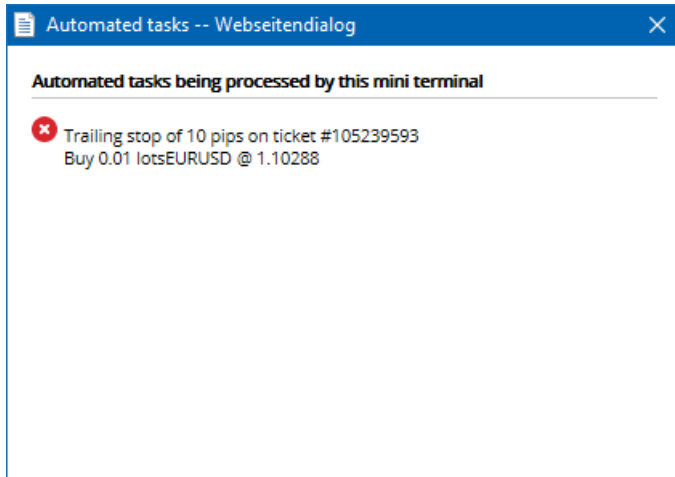 Automated tasks -- Webseitendialog
Automated tasks being processed by this mini terminal
Trailing stop of 10 pips on ticket #105239593
Buy 0.01 lotsEURUSD @ 1.10288